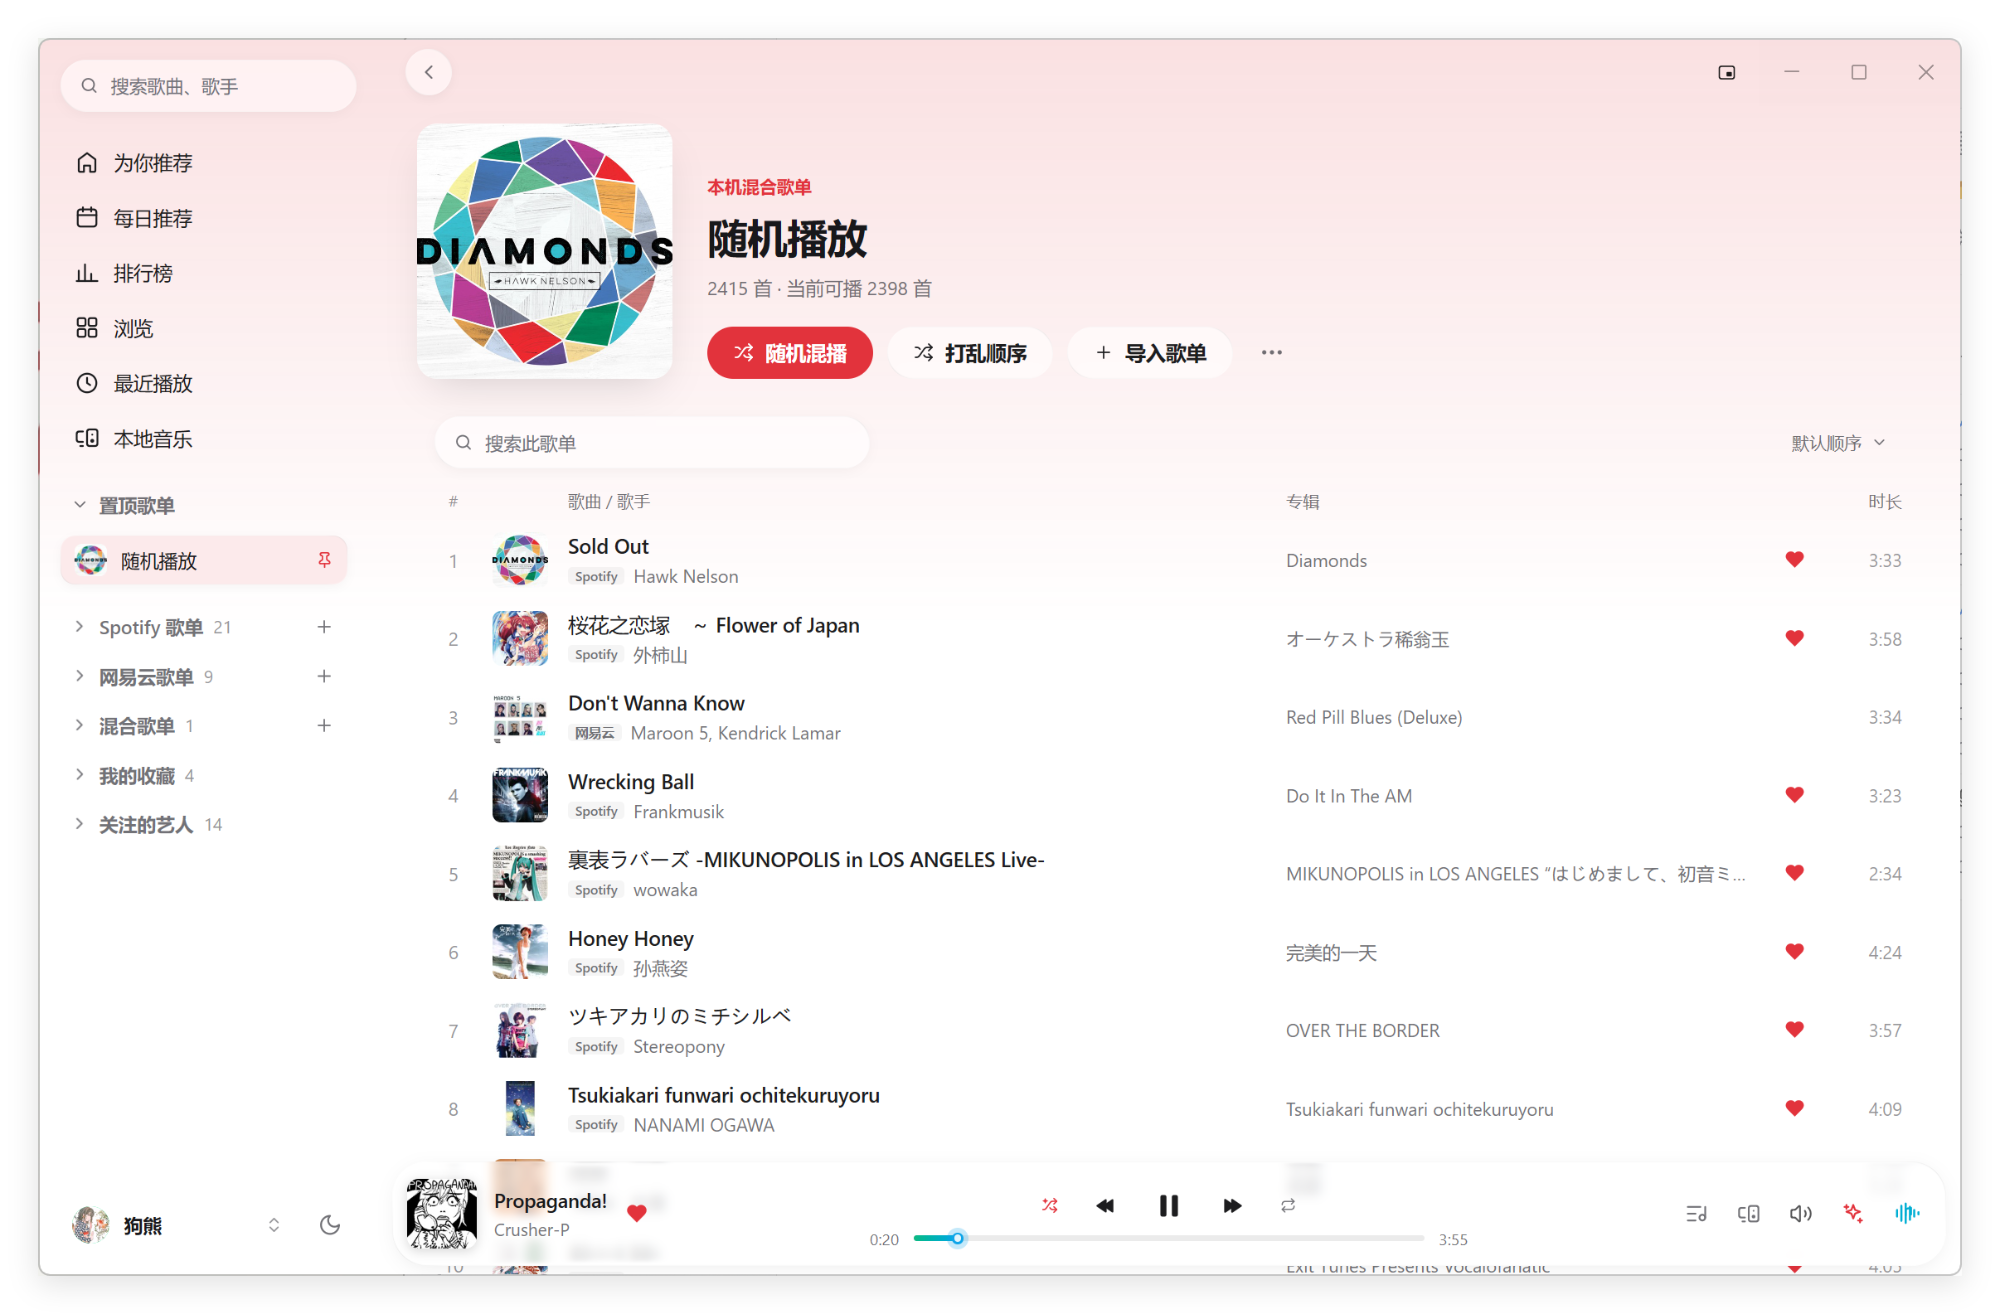 搜索歌曲、歌手
为你推荐
每日推荐
排行榜
浏览
最近播放
本地音乐
置顶歌单
随机播放
Spotify 歌单 21
网易云歌单 9
混合歌单 1
我的收藏 4
关注的艺人 14
狗熊
DIAMONDS
HAWK NELSON
本机混合歌单
随机播放
2415 首 · 当前可播 2398 首
随机混播
打乱顺序
导入歌单
搜索此歌单
默认顺序
# 歌曲 / 歌手 专辑 时长
1 Sold Out Diamonds 3:33
Spotify Hawk Nelson
2 桜花之恋塚　～ Flower of Japan オーケストラ稀翁玉 3:58
Spotify 外柿山
3 Don't Wanna Know Red Pill Blues (Deluxe) 3:34
网易云 Maroon 5, Kendrick Lamar
4 Wrecking Ball Do It In The AM 3:23
Spotify Frankmusik
5 裏表ラバーズ -MIKUNOPOLIS in LOS ANGELES Live- MIKUNOPOLIS in LOS ANGELES “はじめまして、初音ミ... 2:34
Spotify wowaka
6 Honey Honey 完美的一天 4:24
Spotify 孙燕姿
7 ツキアカリのミチシルベ OVER THE BORDER 3:57
Spotify Stereopony
8 Tsukiakari funwari ochitekuruyoru Tsukiakari funwari ochitekuruyoru 4:09
Spotify NANAMI OGAWA
PROPAGANDA
Propaganda!
Crusher-P
0:20
3:55
10 Exit Tunes Presents Vocalofanatic 4:05